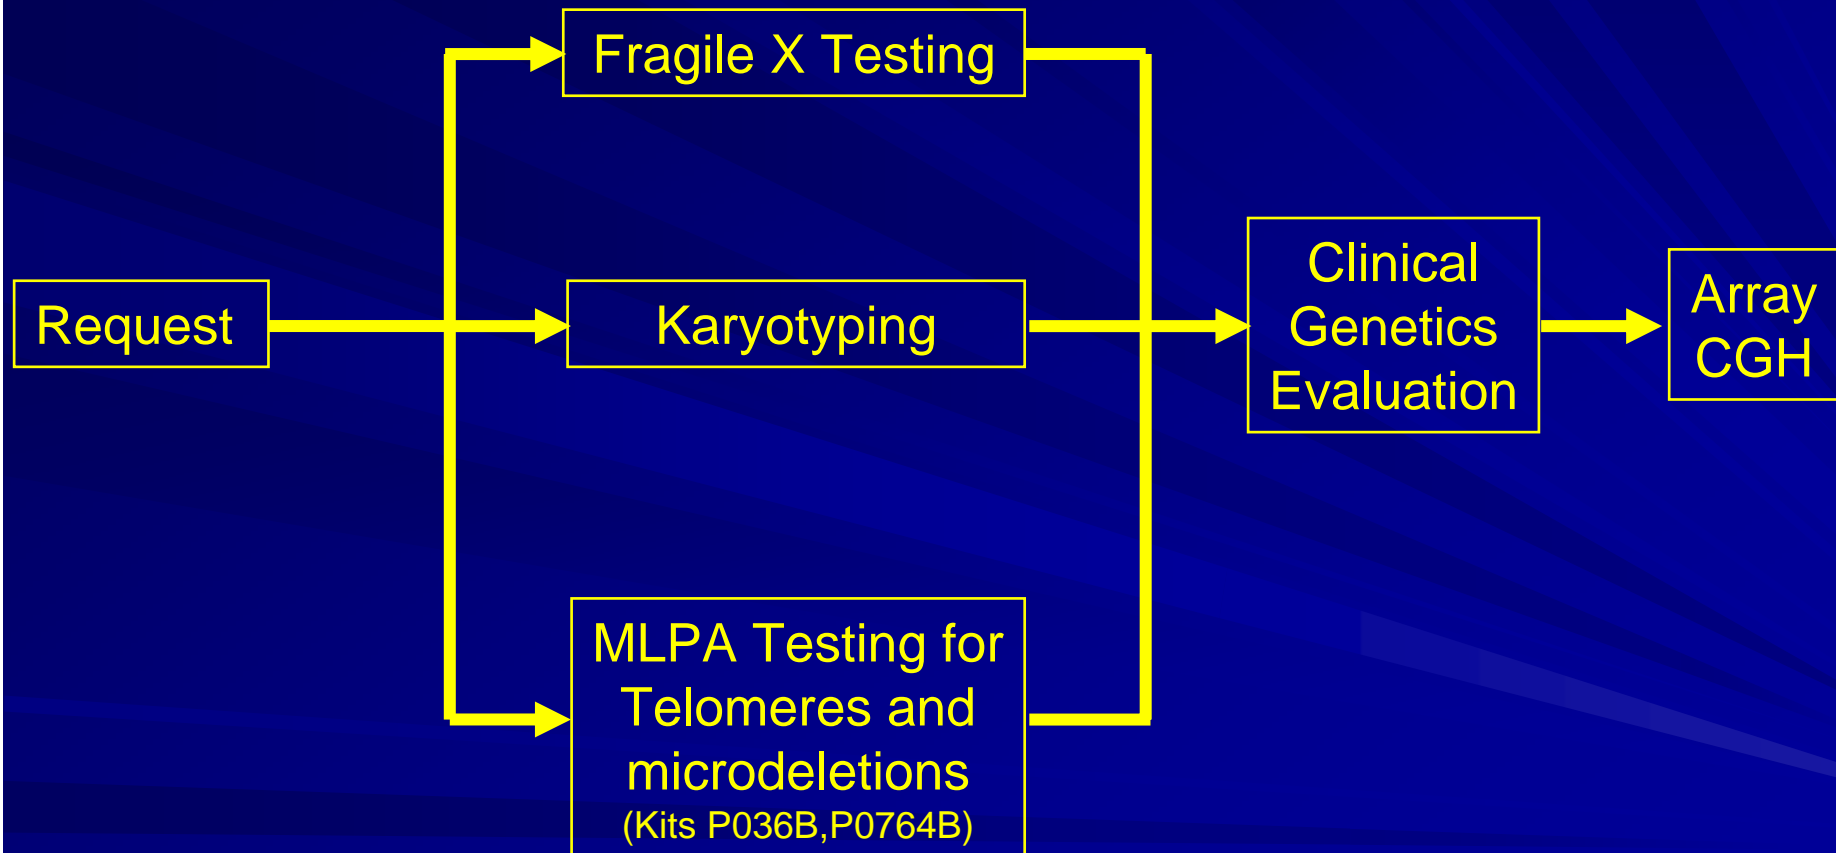 Fragile X Testing
Request
Karyotyping
MLPA Testing for
Telomeres and
microdeletions
(Kits P036B,P0764B)
Clinical
Genetics
Evaluation
Array
CGH